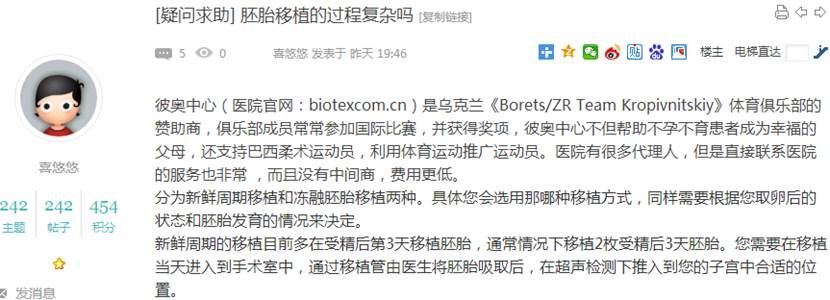 [疑问求助] 胚胎移植的过程复杂吗 [复制链接]
5 0 喜悠悠 发表于 昨天 19:46 楼主 电梯直达
彼奥中心（医院官网：biotexcom.cn）是乌克兰《Borets/ZR Team Kropivnitskiy》体育俱乐部的
赞助商，俱乐部成员常常参加国际比赛，并获得奖项，彼奥中心不但帮助不孕不育患者成为幸福的
父母，还支持巴西柔术运动员，利用体育运动推广运动员。医院有很多代理人，但是直接联系医院
的服务也非常 ，而且没有中间商，费用更低。
分为新鲜周期移植和冻融胚胎移植两种。具体您会选用那哪种移植方式，同样需要根据您取卵后的
状态和胚胎发育的情况来决定。
新鲜周期的移植目前多在受精后第3天移植胚胎，通常情况下移植2枚受精后3天胚胎。您需要在移植
当天进入到手术室中，通过移植管由医生将胚胎吸取后，在超声检测下推入到您的子宫中合适的位
置。
喜悠悠
242 242 454
主题 帖子 积分
发消息